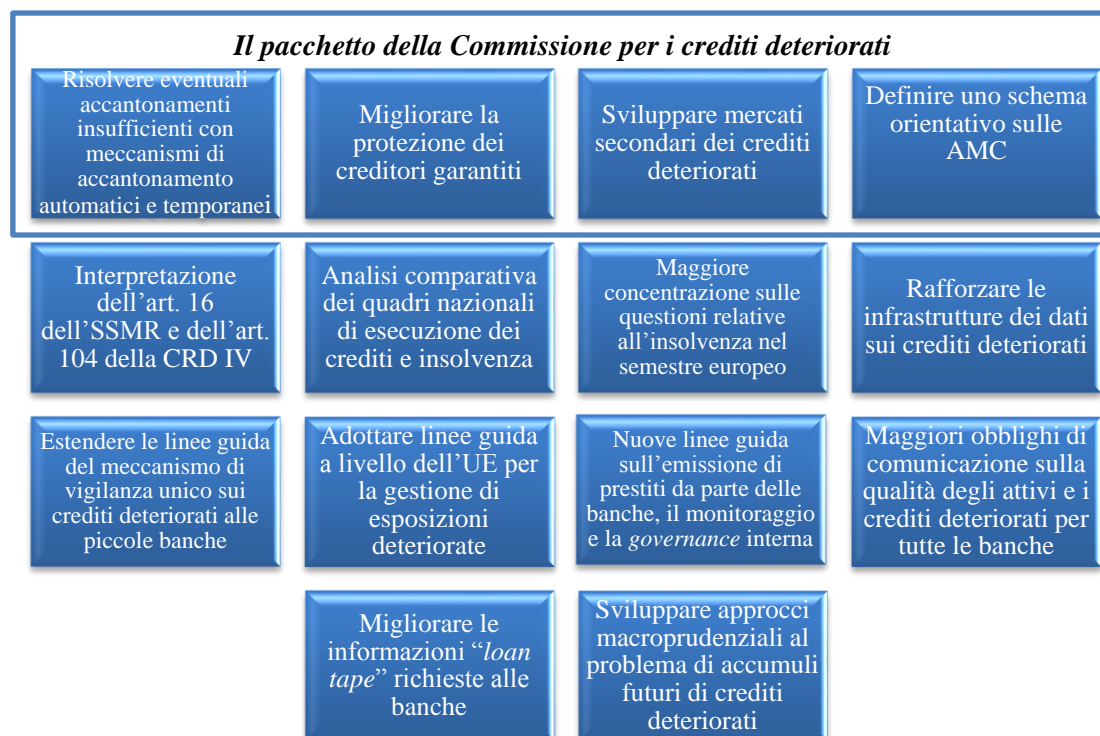 Il pacchetto della Commissione per i crediti deteriorati
Risolvere eventuali
accantonamenti
insufficienti con
meccanismi di
accantonamento
automatici e temporanei
Migliorare la
protezione dei
creditori garantiti
Sviluppare mercati
secondari dei crediti
deteriorati
Definire uno schema
orientativo sulle
AMC
Interpretazione
dell’art. 16
dell’SSMR e dell’art.
104 della CRD IV
Analisi comparativa
dei quadri nazionali
di esecuzione dei
crediti e insolvenza
Maggiore
concentrazione sulle
questioni relative
all’insolvenza nel
semestre europeo
Rafforzare le
infrastrutture dei dati
sui crediti deteriorati
Estendere le linee guida
del meccanismo di
vigilanza unico sui
crediti deteriorati alle
piccole banche
Adottare linee guida
a livello dell’UE per
la gestione di
esposizioni
deteriorate
Nuove linee guida
sull’emissione di
prestiti da parte delle
banche, il monitoraggio
e la governance interna
Maggiori obblighi di
comunicazione sulla
qualità degli attivi e i
crediti deteriorati per
tutte le banche
Migliorare le
informazioni “loan
tape” richieste alle
banche
Sviluppare approcci
macroprudenziali al
problema di accumuli
futuri di crediti
deteriorati